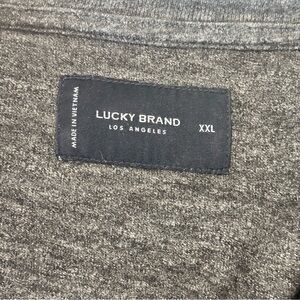 MADE IN VIETNAM
LUCKY BRAND
LOS ANGELES
XXL